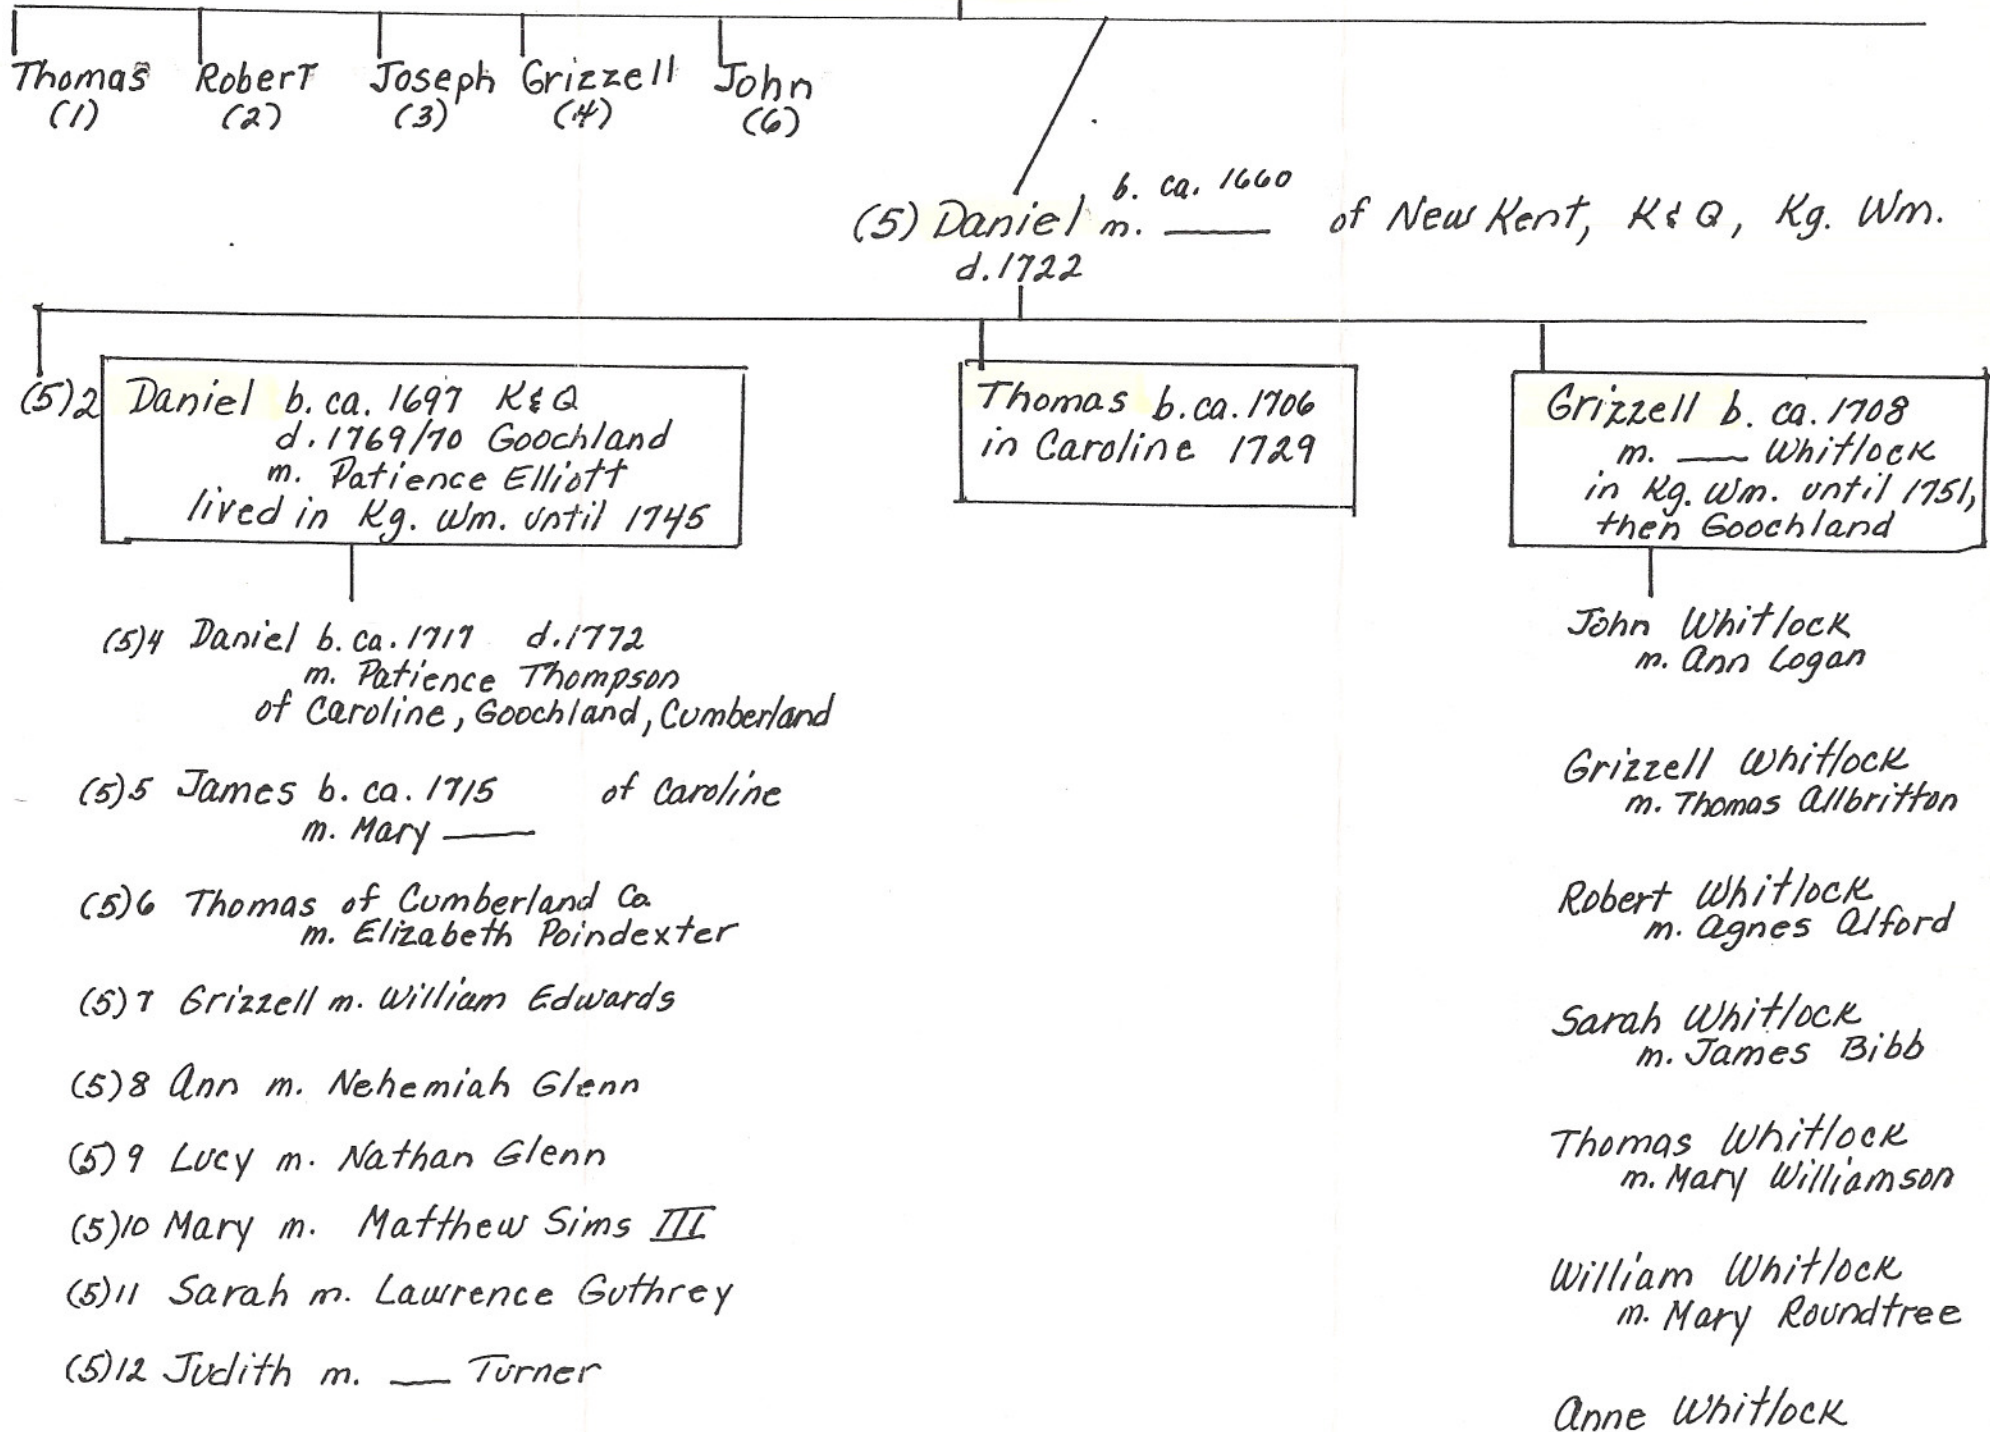 Thomas Robert Joseph Grizzell John
(1) (2) (3) (4) (6)
b. ca. 1660
(5) Daniel m. ___ of New Kent, K & Q, Kg. Wm.
d. 1722
(5)2 Daniel b. ca. 1697 K & Q
d. 1769/70 Goochland
m. Patience Elliott
lived in Kg. Wm. until 1745
Thomas b. ca. 1706
in Caroline 1729
Grizzell b. ca. 1708
m. ___ Whitlock
in Kg. Wm. until 1751,
then Goochland
(5)4 Daniel b. ca. 1717 d. 1772
m. Patience Thompson
of Caroline, Goochland, Cumberland
(5)5 James b. ca. 1715 of Caroline
m. Mary ___
(5)6 Thomas of Cumberland Co.
m. Elizabeth Poindexter
(5)7 Grizzell m. William Edwards
(5)8 Ann m. Nehemiah Glenn
(5)9 Lucy m. Nathan Glenn
(5)10 Mary m. Matthew Sims III
(5)11 Sarah m. Lawrence Guthrey
(5)12 Judith m. ___ Turner
John Whitlock
m. Ann Logan
Grizzell Whitlock
m. Thomas Allbritton
Robert Whitlock
m. Agnes Alford
Sarah Whitlock
m. James Bibb
Thomas Whitlock
m. Mary Williamson
William Whitlock
m. Mary Roundtree
Anne Whitlock